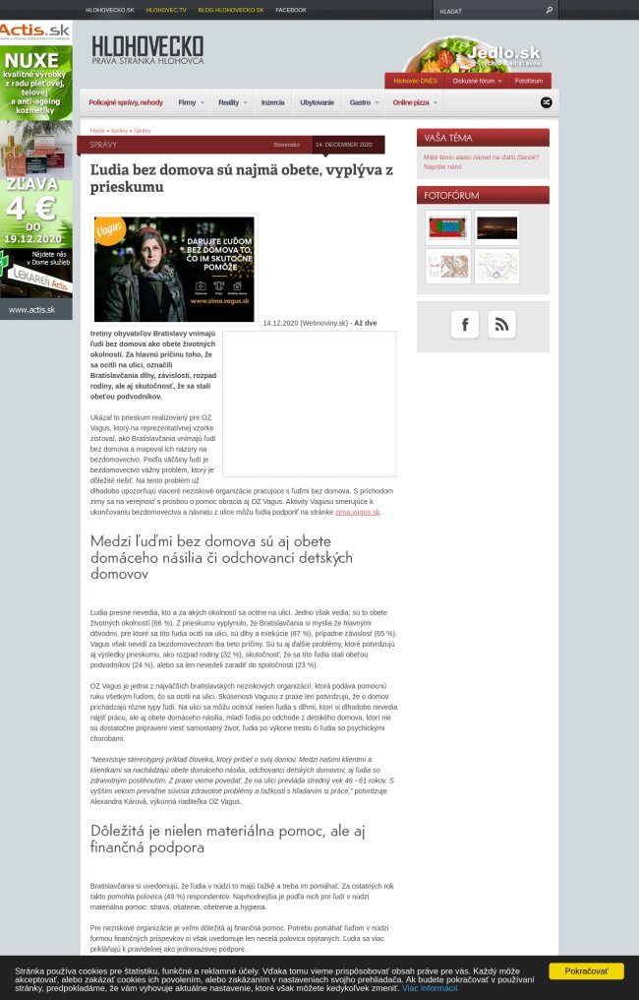 HLOHOVECKO.SK HLOHOVEC.TV BLOG.HLOHOVECKO.SK FACEBOOK HĽADAŤ
Actis.sk
NUXE
kvalitné výrobky
z radu pleťovej,
telovej
a anti-ageing
kozmetiky
ZĽAVA
4 €
DO
19.12.2020
Nájdete nás
v Dome služieb
LEKÁREŇ Actis
www.actis.sk
HLOHOVECKO
PRAVÁ STRÁNKA HLOHOVCA
Jedlo.sk
Hlohovec DNES Diskusné fórum Fotofórum
Policajné správy, nehody Firmy Reality Inzercia Ubytovanie Gastro Online pizza
Home » Správy » Správy
SPRÁVY Slovensko 14. DECEMBER 2020
Ľudia bez domova sú najmä obete, vyplýva z
prieskumu
Vagus
DARUJTE ĽUĎOM
BEZ DOMOVA TO,
ČO IM SKUTOČNE
POMÔŽE
www.zima.vagus.sk
14.12.2020 (Webnoviny.sk) - Až dve
tretiny obyvateľov Bratislavy vnímajú
ľudí bez domova ako obete životných
okolností. Za hlavnú príčinu toho, že
sa ocitli na ulici, označili
Bratislavčania dlhy, závislosti, rozpad
rodiny, ale aj skutočnosť, že sa stali
obeťou podvodníkov.
Ukázal to prieskum realizovaný pre OZ
Vagus, ktorý na reprezentatívnej vzorke
zisťoval, ako Bratislavčania vnímajú ľudí
bez domova a mapoval ich názory na
bezdomovectvo. Podľa väčšiny ľudí je
bezdomovectvo vážny problém, ktorý je
dôležité riešiť. Na tento problém už
dlhodobo upozorňujú viaceré neziskové organizácie pracujúce s ľuďmi bez domova. S príchodom
zimy sa na verejnosť s prosbou o pomoc obracia aj OZ Vagus. Aktivity Vagusu smerujúce k
ukončovaniu bezdomovectva a návratu z ulice môžu ľudia podporiť na stránke zima.vagus.sk.
Medzi ľuďmi bez domova sú aj obete
domáceho násilia či odchovanci detských
domovov
Ľudia presne nevedia, kto a za akých okolností sa ocitne na ulici. Jedno však vedia: sú to obete
životných okolností (66 %). Z prieskumu vyplynulo, že Bratislavčania si myslia že hlavnými
dôvodmi, pre ktoré sa títo ľudia ocitli na ulici, sú dlhy a exekúcie (67 %), prípadne závislosť (65 %).
Vagus však nevidí za bezdomovectvom iba tieto príčiny. Sú tu aj ďalšie problémy, ktoré potvrdzujú
aj výsledky prieskumu, ako rozpad rodiny (32 %), skutočnosť, že sa títo ľudia stali obeťou
podvodníkov (24 %), alebo sa len nevedeli zaradiť do spoločnosti (23 %).
OZ Vagus je jedna z najväčších bratislavských neziskových organizácií, ktorá podáva pomocnú
ruku všetkým ľuďom, čo sa ocitli na ulici. Skúsenosti Vagusu z praxe len potvrdzujú, že o domov
prichádzajú rôzne typy ľudí. Na ulici sa môžu ocitnúť nielen ľudia s dlhmi, ktorí si dlhodobo nevedia
nájsť prácu, ale aj obete domáceho násilia, mladí ľudia po odchode z detského domova, ktorí nie
sú dostatočne pripravení viesť samostatný život, ľudia po výkone trestu či ľudia so psychickými
chorobami.
"Neexistuje stereotypný príklad človeka, ktorý prišiel o svoj domov. Medzi našimi klientmi a
klientkami sa nachádzajú obete domáceho násilia, odchovanci detských domovov, aj ľudia so
zdravotným postihnutím. Z praxe vieme povedať, že na ulici prevláda stredný vek 46 - 61 rokov. S
vyšším vekom prevažne súvisia zdravotné problémy a ťažkosti s hľadaním si práce," potvrdzuje
Alexandra Kárová, výkonná riaditeľka OZ Vagus.
Dôležitá je nielen materiálna pomoc, ale aj
finančná podpora
Bratislavčania si uvedomujú, že ľudia v núdzi to majú ťažké a treba im pomáhať. Za ostatných rok
takto pomohla polovica (49 %) respondentov. Najvhodnejšia je podľa nich pre ľudí v núdzi
materiálna pomoc: strava, ošatenie, ošetrenie a hygiena.
Pre neziskové organizácie je veľmi dôležitá aj finančná pomoc. Potrebu pomáhať ľuďom v núdzi
formou finančných príspevkov si však uvedomuje len necelá polovica opýtaných. Ľudia sa viac
prikláňajú k pravidelnej ako jednorazovej podpore.
VAŠA TÉMA
Máte tému alebo námet na ďalší článok?
Napíšte nám!
FOTOFÓRUM
Stránka používa cookies pre štatistiku, funkčné a reklamné účely. Vďaka tomu vieme prispôsobovať obsah práve pre vás. Každý môže
akceptovať, alebo zakázať cookies ich povolením, alebo zakázaním v nastaveniach svojho prehliadača. Ak budete pokračovať v používaní
stránky, predpokladáme, že vám vyhovuje aktuálne nastavenie, ktoré však môžete kedykoľvek zmeniť. Viac informácií
Pokračovať